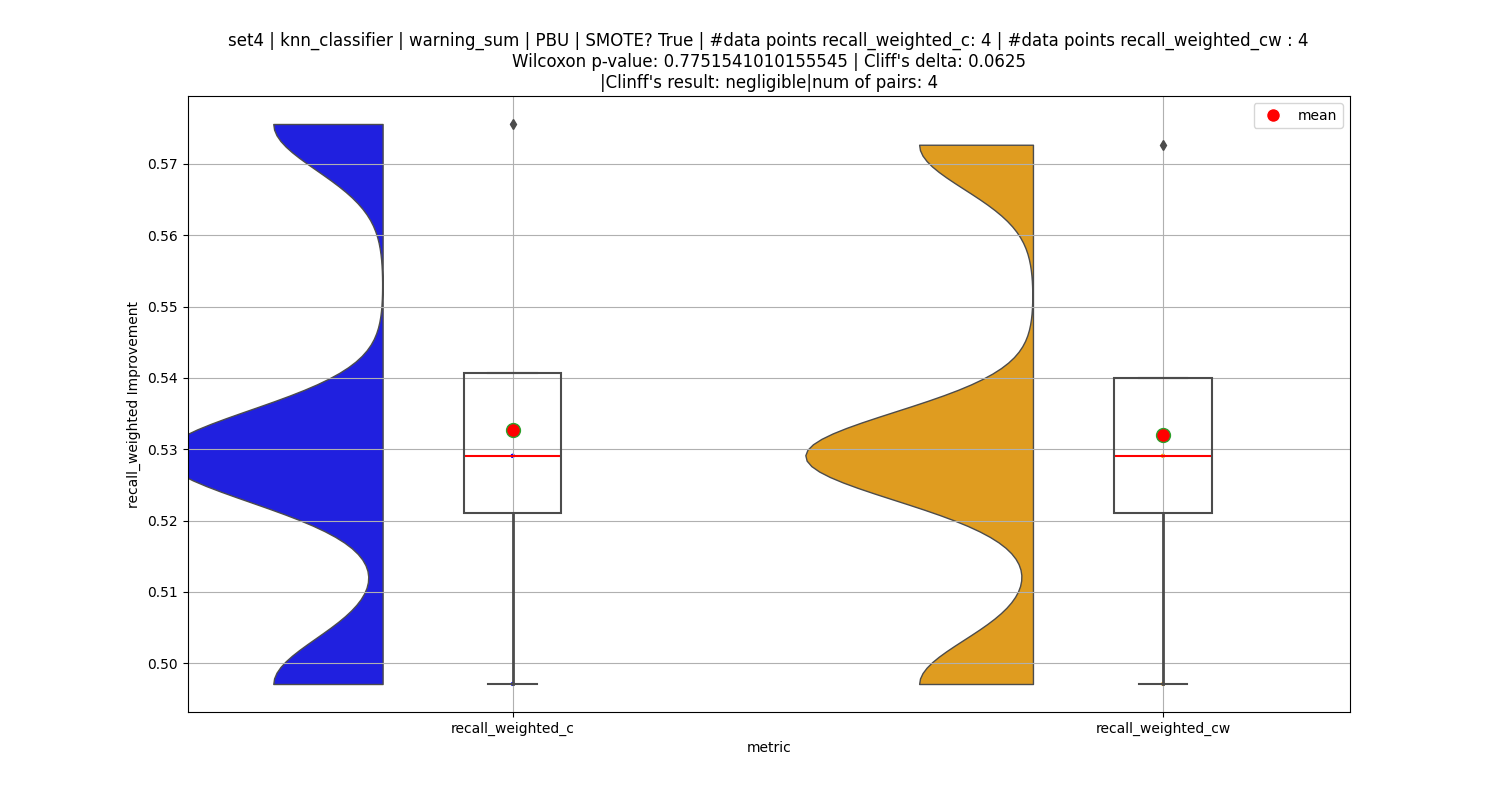 set4 | knn_classifier | warning_sum | PBU | SMOTE? True | #data points recall_weighted_c: 4 | #data points recall_weighted_cw : 4
Wilcoxon p-value: 0.7751541010155545 | Cliff's delta: 0.0625
|Clinff's result: negligible|num of pairs: 4
mean
0.57
0.56
0.55
0.54
0.53
0.52
0.51
0.50
recall_weighted Improvement
recall_weighted_c
recall_weighted_cw
metric